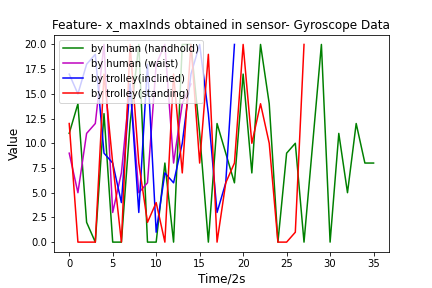 Feature- x_maxInds obtained in sensor- Gyroscope Data
by human (handhold)
by human (waist)
by trolley(inclined)
by trolley(standing)
20.0
17.5
15.0
12.5
10.0
7.5
5.0
2.5
0.0
Value
0 5 10 15 20 25 30 35
Time/2s